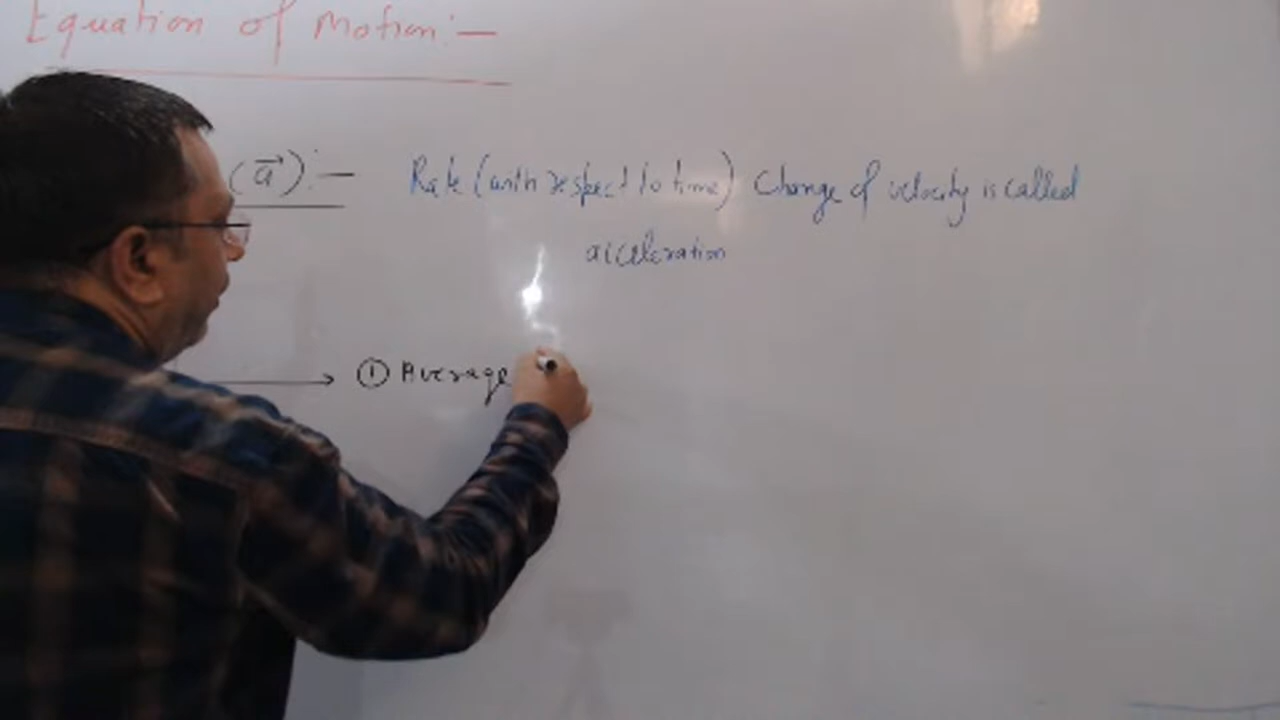 Equation of Motion:-
(a⃗):- Rate (with respect to time) Change of velocity is called
acceleration
→ ① Average